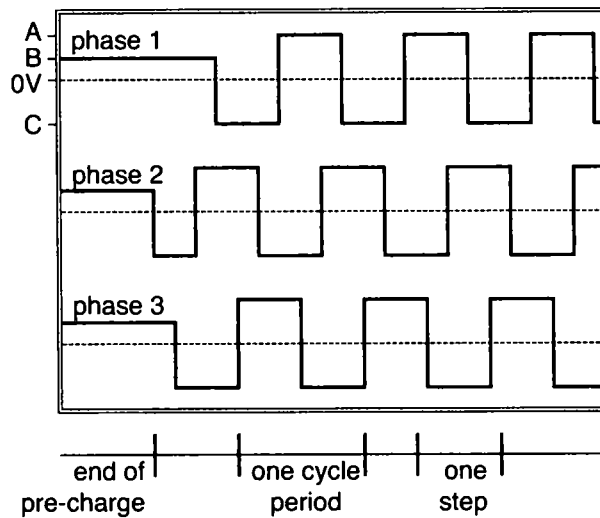 A
phase 1
B
0V
C
phase 2
phase 3
end of
pre-charge
one cycle
period
one
step